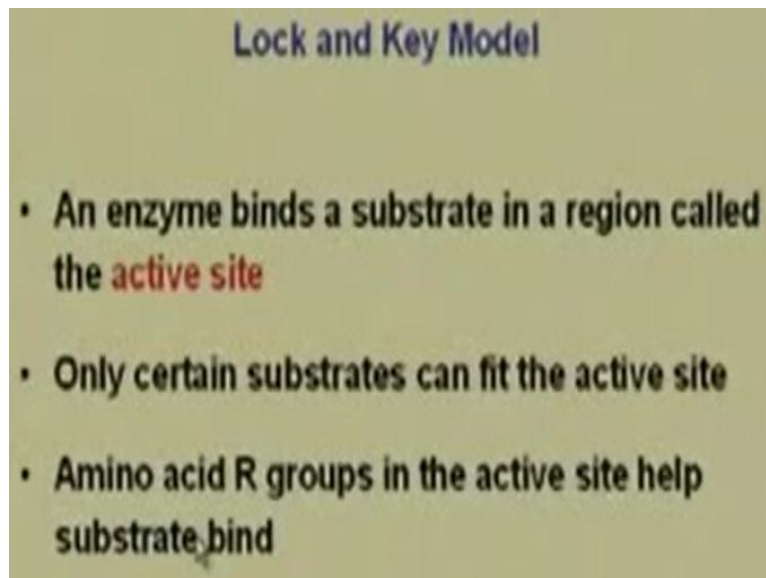 Lock and Key Model
• An enzyme binds a substrate in a region called
the active site
• Only certain substrates can fit the active site
• Amino acid R groups in the active site help
substrate bind